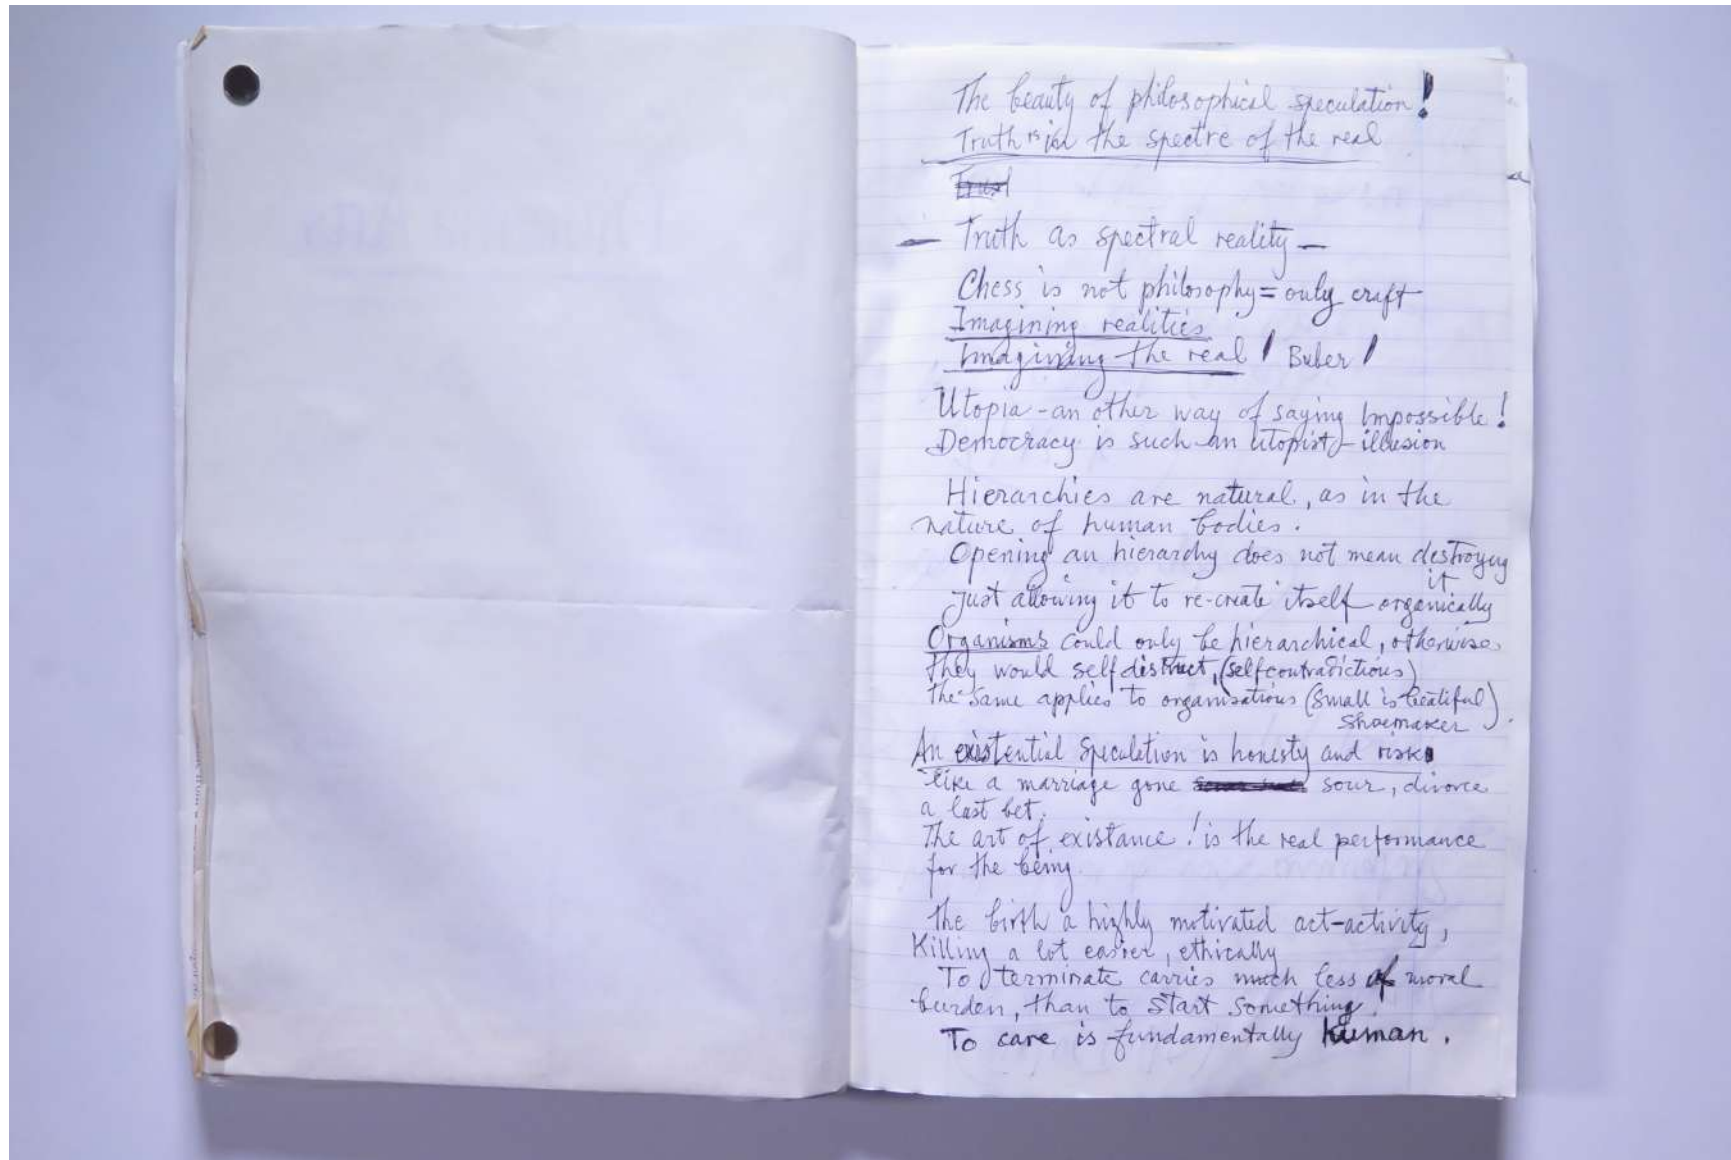 The beauty of philosophical speculation!
Truth is in the spectre of the real
— Truth as spectral reality —
Chess is not philosophy = only craft
Imagining realities
Imagining the real / Buber /
Utopia - an other way of saying Impossible!
Democracy is such an utopist - illusion
Hierarchies are natural, as in the
nature of human bodies.
Opening an hierarchy does not mean destroying
it
just allowing it to re-create itself organically
Organisms could only be hierarchical, otherwise
they would selfdistruct, (selfcontradictions)
the same applies to organisations (small is beatiful)
Shoemaker
An existential speculation is honesty and risk
like a marriage gone sour, divorce
a last bet.
The art of existance! is the real performance
for the being
the birth a highly motivated act-activity,
Killing a lot easier, ethically
To terminate carries much less of moral
burden, than to start something.
To care is fundamentally human.